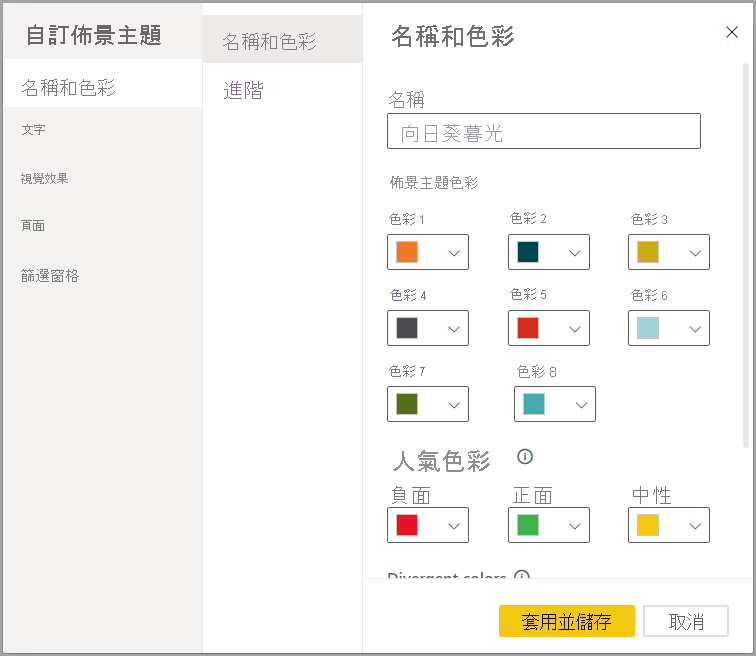 自訂佈景主題
名稱和色彩
文字
視覺效果
頁面
篩選窗格
名稱和色彩
進階
名稱和色彩
名稱
向日葵暮光
佈景主題色彩
色彩 1 色彩 2 色彩 3
色彩 4 色彩 5 色彩 6
色彩 7 色彩 8
人氣色彩
負面 正面 中性
Divergent colors
套用並儲存 取消